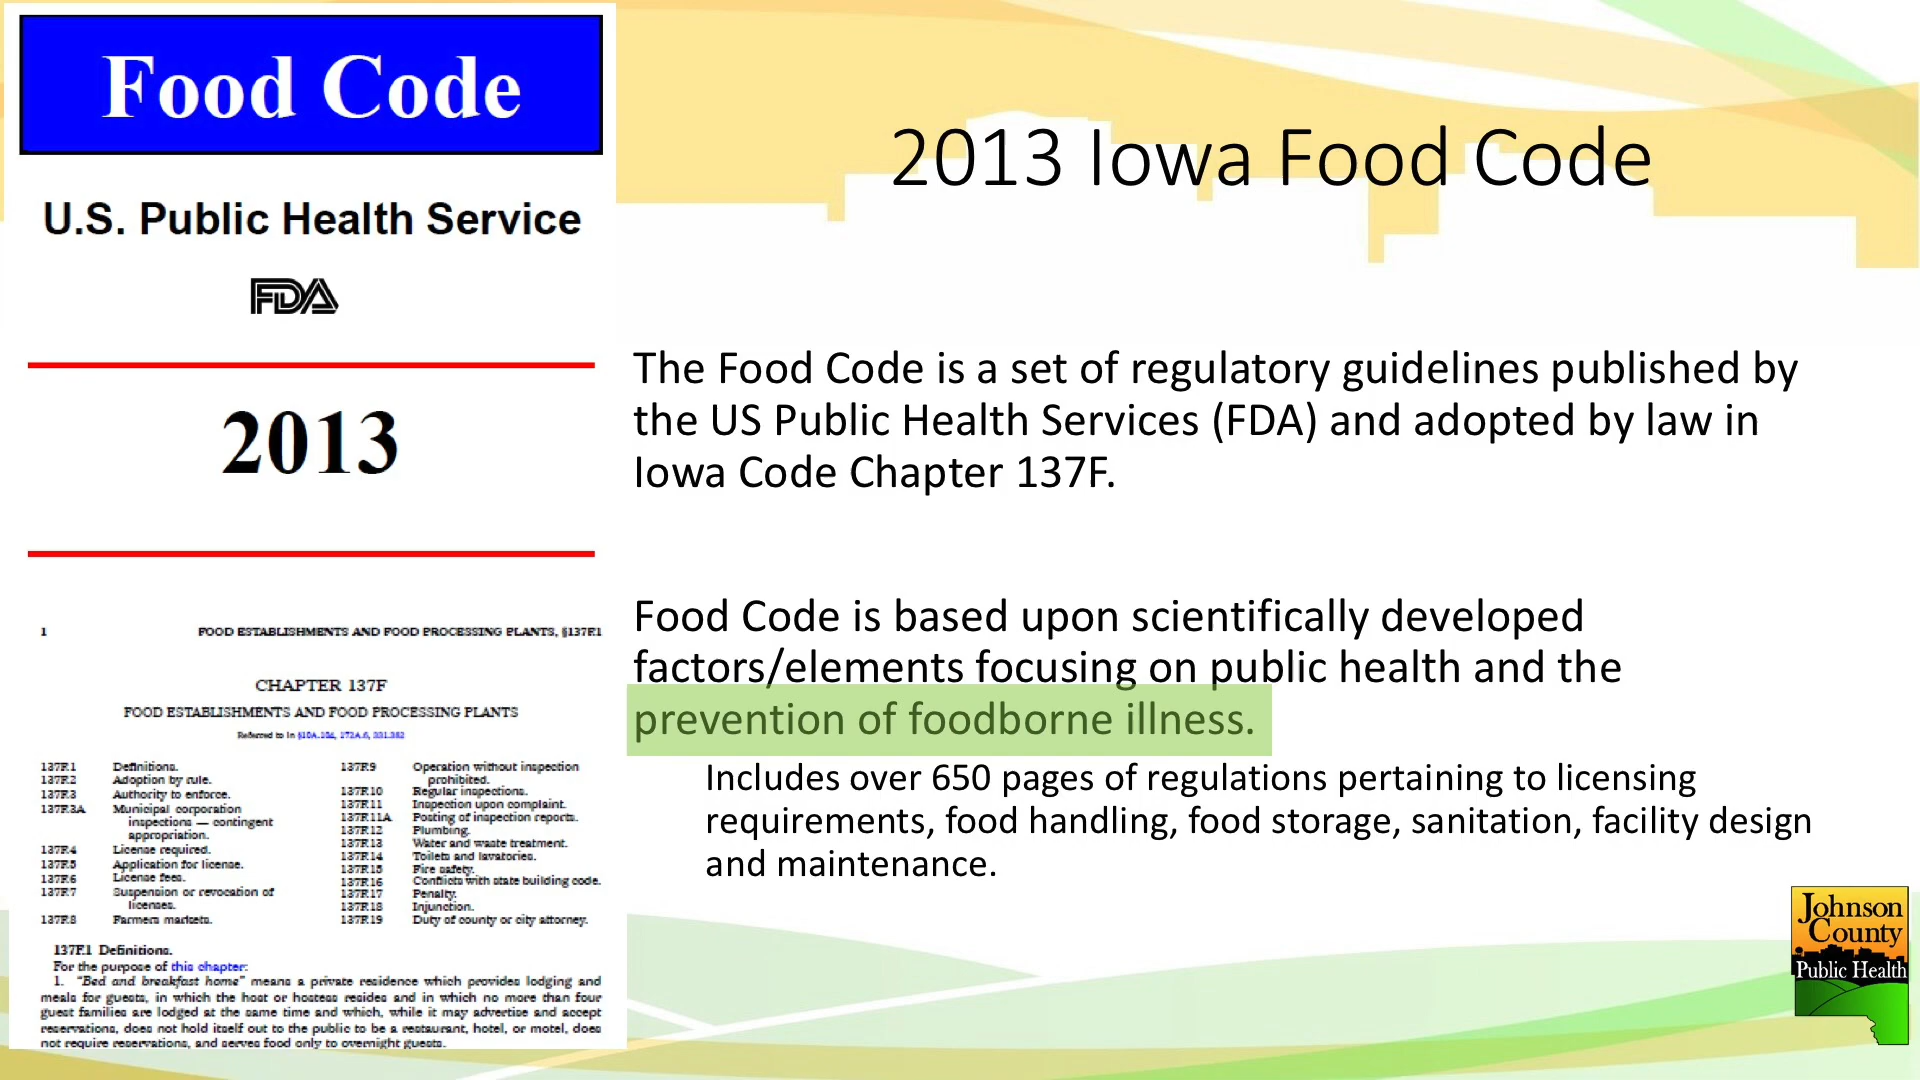 Food Code
U.S. Public Health Service
FDA
2013
1 FOOD ESTABLISHMENTS AND FOOD PROCESSING PLANTS, §137F.1
CHAPTER 137F
FOOD ESTABLISHMENTS AND FOOD PROCESSING PLANTS
Referred to in §10A.104, 172A.6, 331.382
137F.1 Definitions.
137F.2 Adoption by rule.
137F.3 Authority to enforce.
137F.3A Municipal corporation
inspections — contingent
appropriation.
137F.4 License required.
137F.5 Application for license.
137F.6 License fees.
137F.7 Suspension or revocation of
licenses.
137F.8 Farmers markets.
137F.9 Operation without inspection
prohibited.
137F.10 Regular inspections.
137F.11 Inspection upon complaint.
137F.11A Posting of inspection reports.
137F.12 Plumbing.
137F.13 Water and waste treatment.
137F.14 Toilets and lavatories.
137F.15 Fire safety.
137F.16 Conflicts with state building code.
137F.17 Penalty.
137F.18 Injunction.
137F.19 Duty of county or city attorney.
137F.1 Definitions.
For the purpose of this chapter:
1. “Bed and breakfast home” means a private residence which provides lodging and
meals for guests, in which the host or hostess resides and in which no more than four
guest families are lodged at the same time and which, while it may advertise and accept
reservations, does not hold itself out to the public to be a restaurant, hotel, or motel, does
not require reservations, and serves food only to overnight guests.
2013 Iowa Food Code
The Food Code is a set of regulatory guidelines published by
the US Public Health Services (FDA) and adopted by law in
Iowa Code Chapter 137F.
Food Code is based upon scientifically developed
factors/elements focusing on public health and the
prevention of foodborne illness.
Includes over 650 pages of regulations pertaining to licensing
requirements, food handling, food storage, sanitation, facility design
and maintenance.
Johnson
County
Public Health